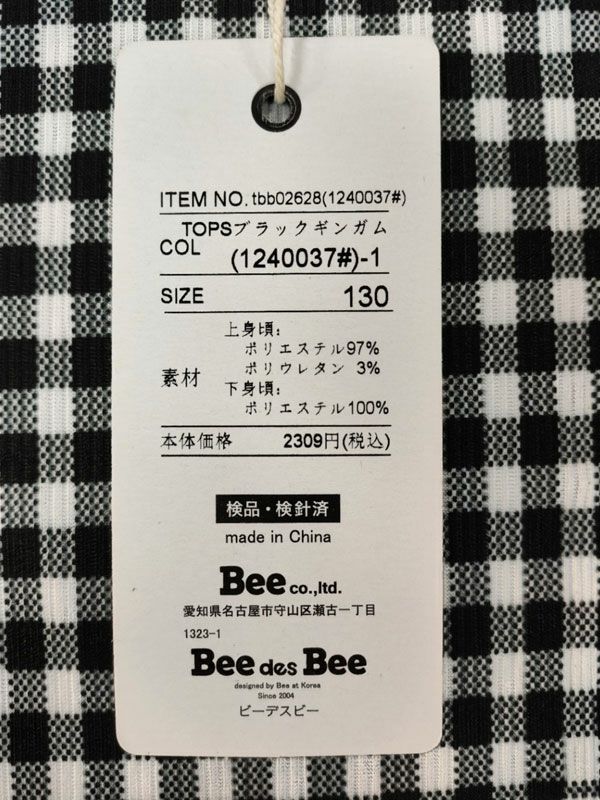 ITEM NO. tbb02628(1240037#)
TOPSブラックギンガム
COL (1240037#)-1
SIZE 130
上身頃:
ポリエステル97%
素材 ポリウレタン 3%
下身頃:
ポリエステル100%
本体価格 2309円(税込)
検品・検針済
made in China
Bee co.,ltd.
愛知県名古屋市守山区瀬古一丁目
1323-1
Bee des Bee
designed by Bee at Korea
Since 2004
ビーデスビー